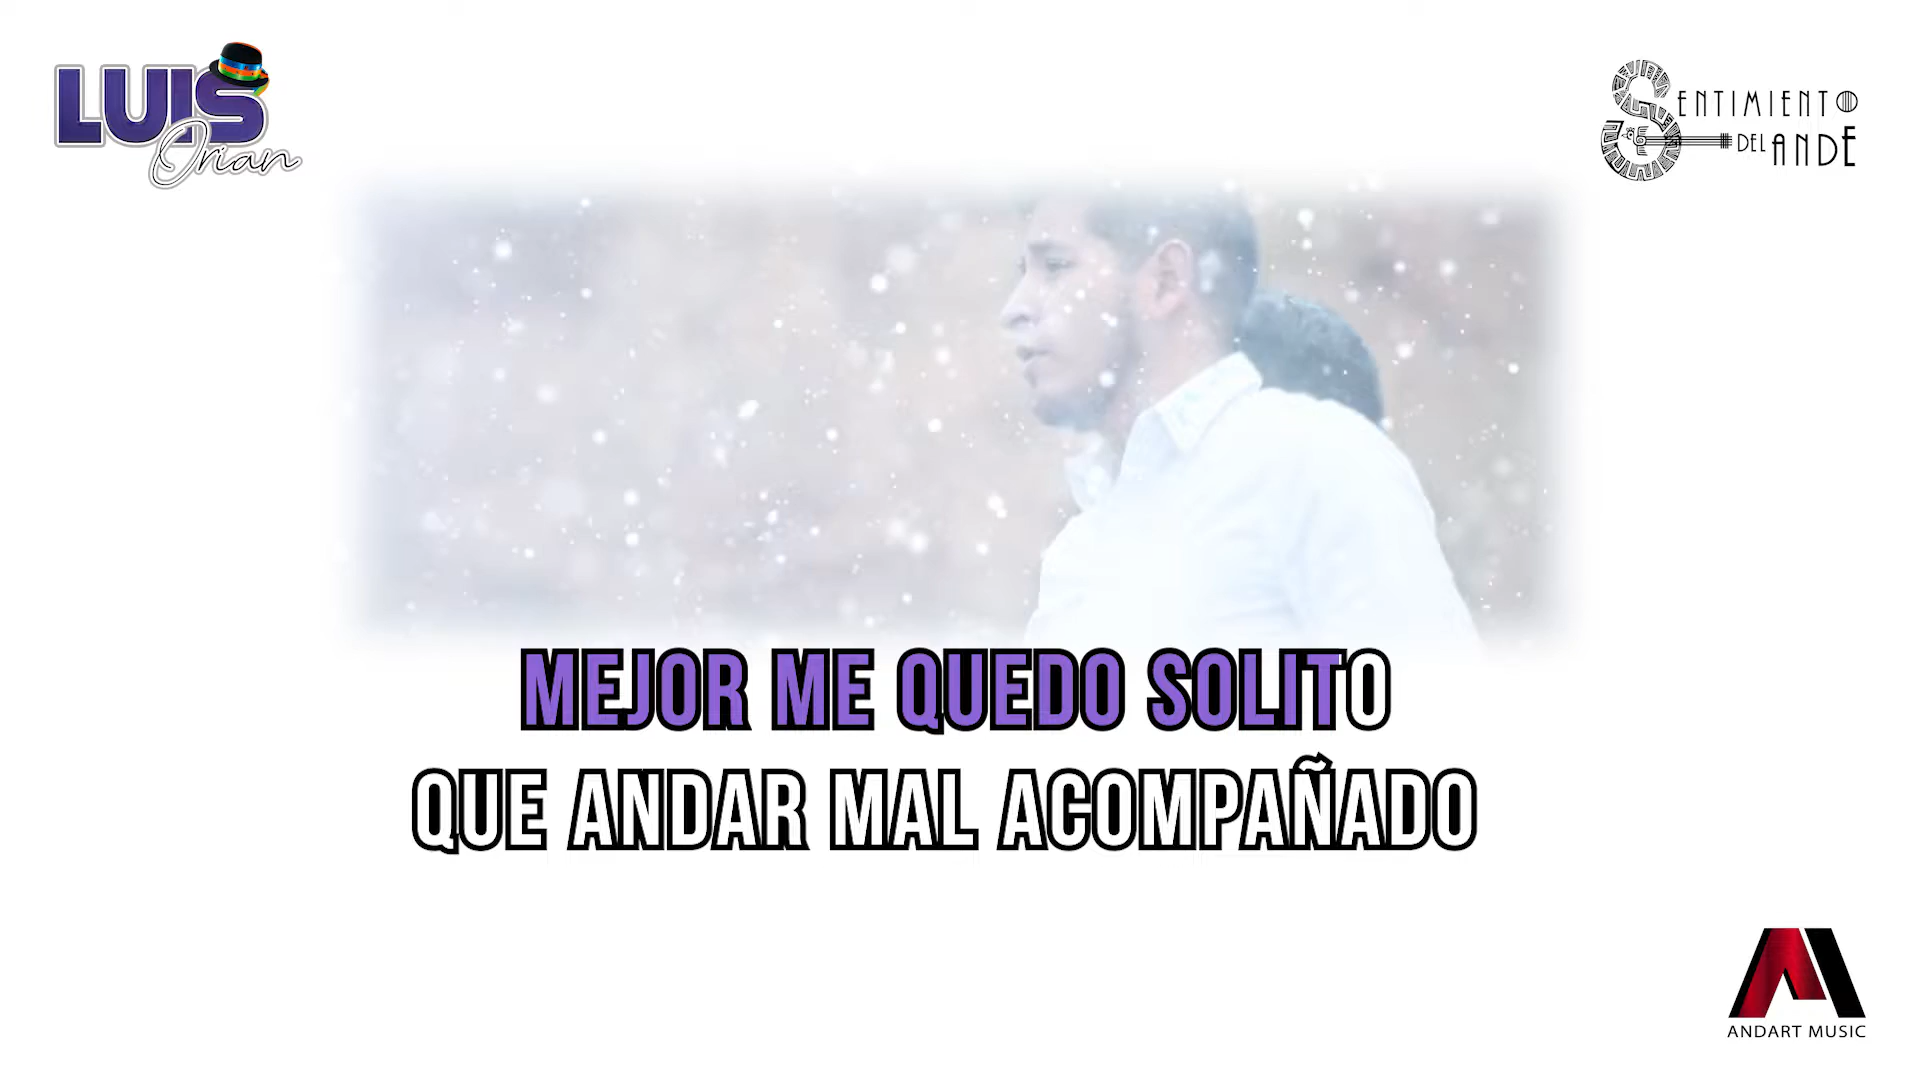 LUIS
Orian
SENTIMIENTO
DEL ANDE
MEJOR ME QUEDO SOLITO
QUE ANDAR MAL ACOMPAÑADO
ANDART MUSIC